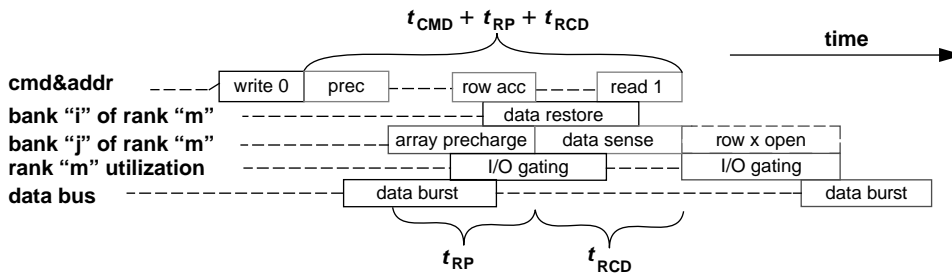 tCMD + tRP + tRCD
time
cmd&addr write 0 prec row acc read 1
bank “i” of rank “m” data restore
bank “j” of rank “m” array precharge data sense row x open
rank “m” utilization I/O gating I/O gating
data bus data burst data burst
tRP tRCD